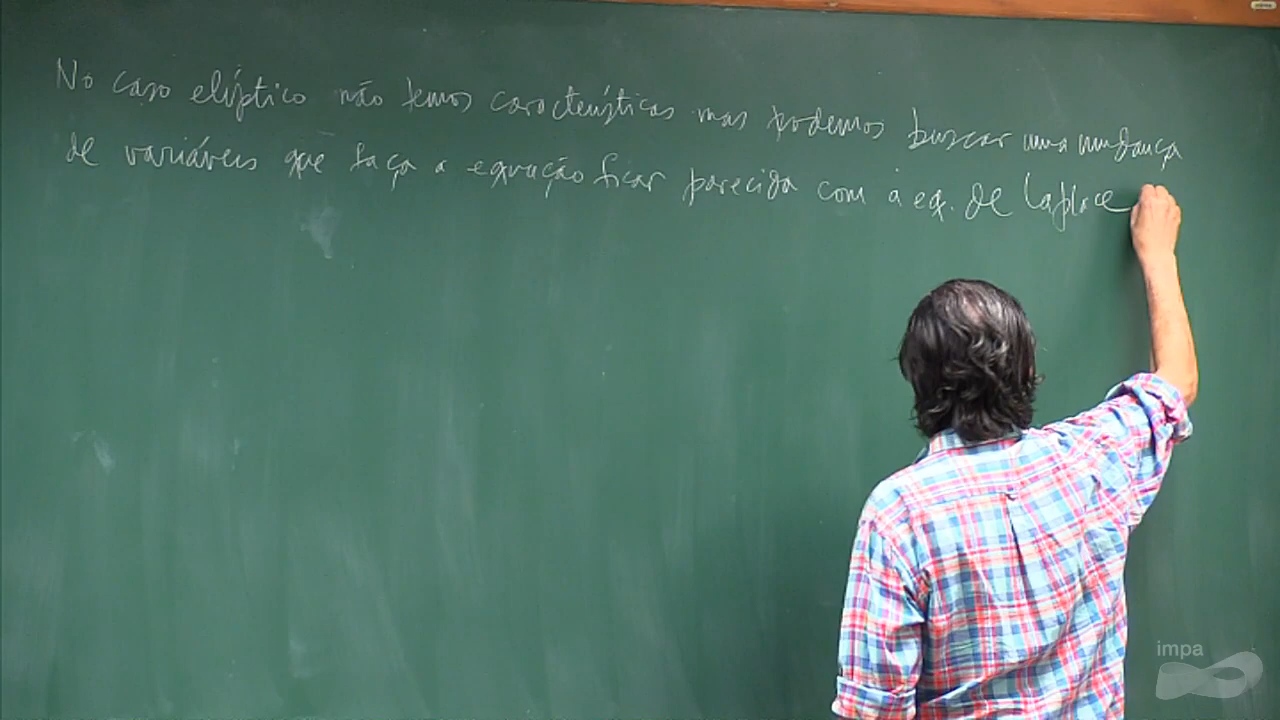 No caso elíptico não temos características mas podemos buscar uma mudança
de variáveis que faça a equação ficar parecida com a eq. de Laplace
impa